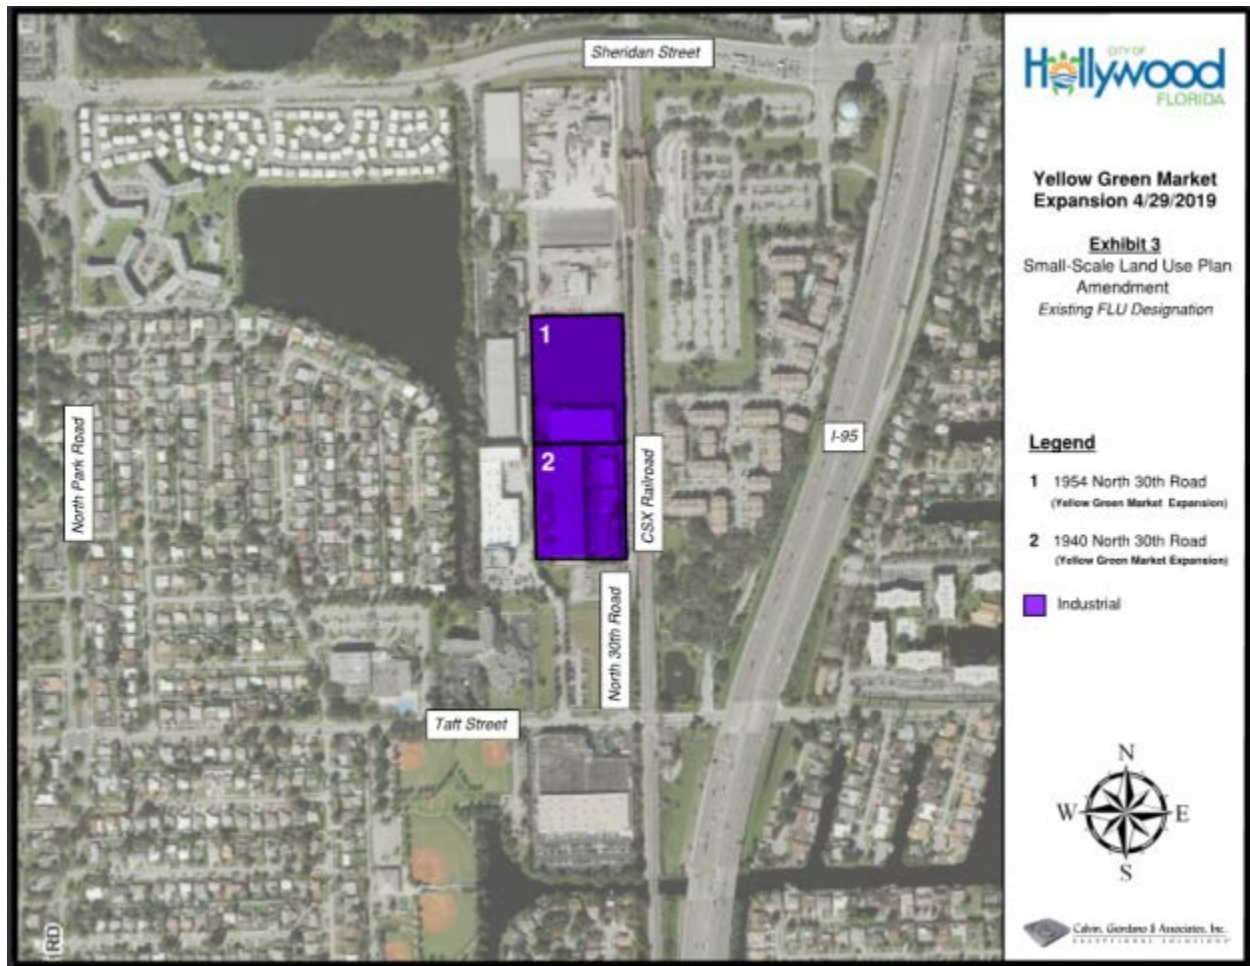 Sheridan Street
1
2
I-95
North Park Road
CSX Railroad
North 30th Road
Taft Street
RD
CITY OF
Hollywood
FLORIDA
Yellow Green Market
Expansion 4/29/2019
Exhibit 3
Small-Scale Land Use Plan
Amendment
Existing FLU Designation
Legend
1 1954 North 30th Road
(Yellow Green Market Expansion)
2 1940 North 30th Road
(Yellow Green Market Expansion)
Industrial
N
W E
S
Calvin, Giordano & Associates, Inc.
EXCEPTIONAL SOLUTIONS